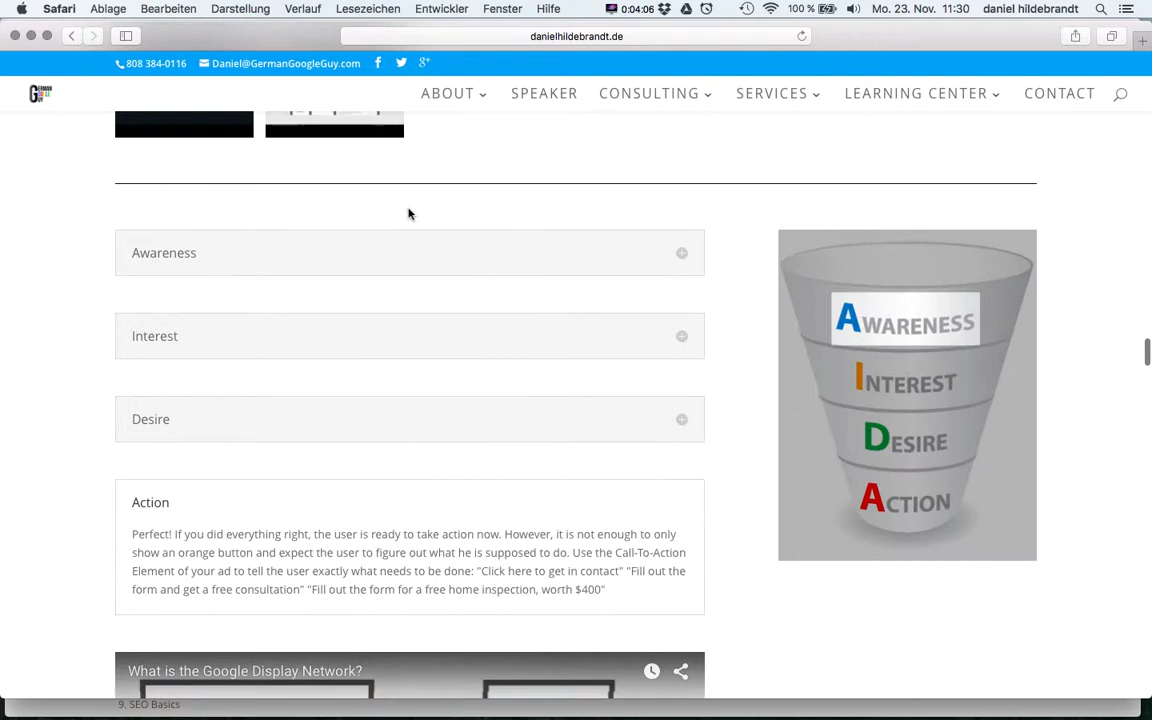 Safari Ablage Bearbeiten Darstellung Verlauf Lesezeichen Entwickler Fenster Hilfe 0:04:06 100 % Mo. 23. Nov. 11:30 daniel hildebrandt
danielhildebrandt.de
808 384-0116 Daniel@GermanGoogleGuy.com
GERMAN GUY ABOUT SPEAKER CONSULTING SERVICES LEARNING CENTER CONTACT
Awareness
Interest
Desire
Action
Perfect! If you did everything right, the user is ready to take action now. However, it is not enough to only
show an orange button and expect the user to figure out what he is supposed to do. Use the Call-To-Action
Element of your ad to tell the user exactly what needs to be done: "Click here to get in contact" "Fill out the
form and get a free consultation" "Fill out the form for a free home inspection, worth $400"
AWARENESS
INTEREST
DESIRE
ACTION
What is the Google Display Network?
9. SEO Basics